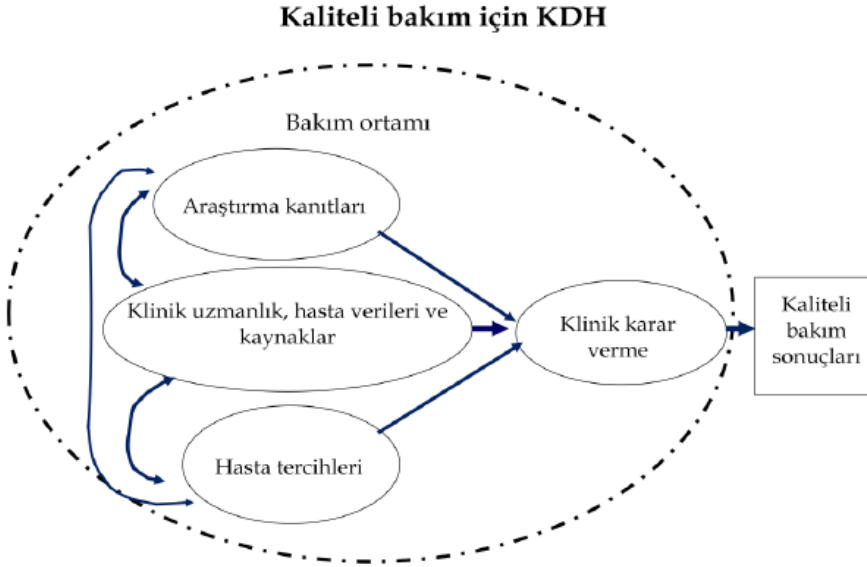 Kaliteli bakım için KDH
Bakım ortamı
Araştırma kanıtları
Klinik uzmanlık, hasta verileri ve
kaynaklar
Hasta tercihleri
Klinik karar
verme
Kaliteli
bakım
sonuçları